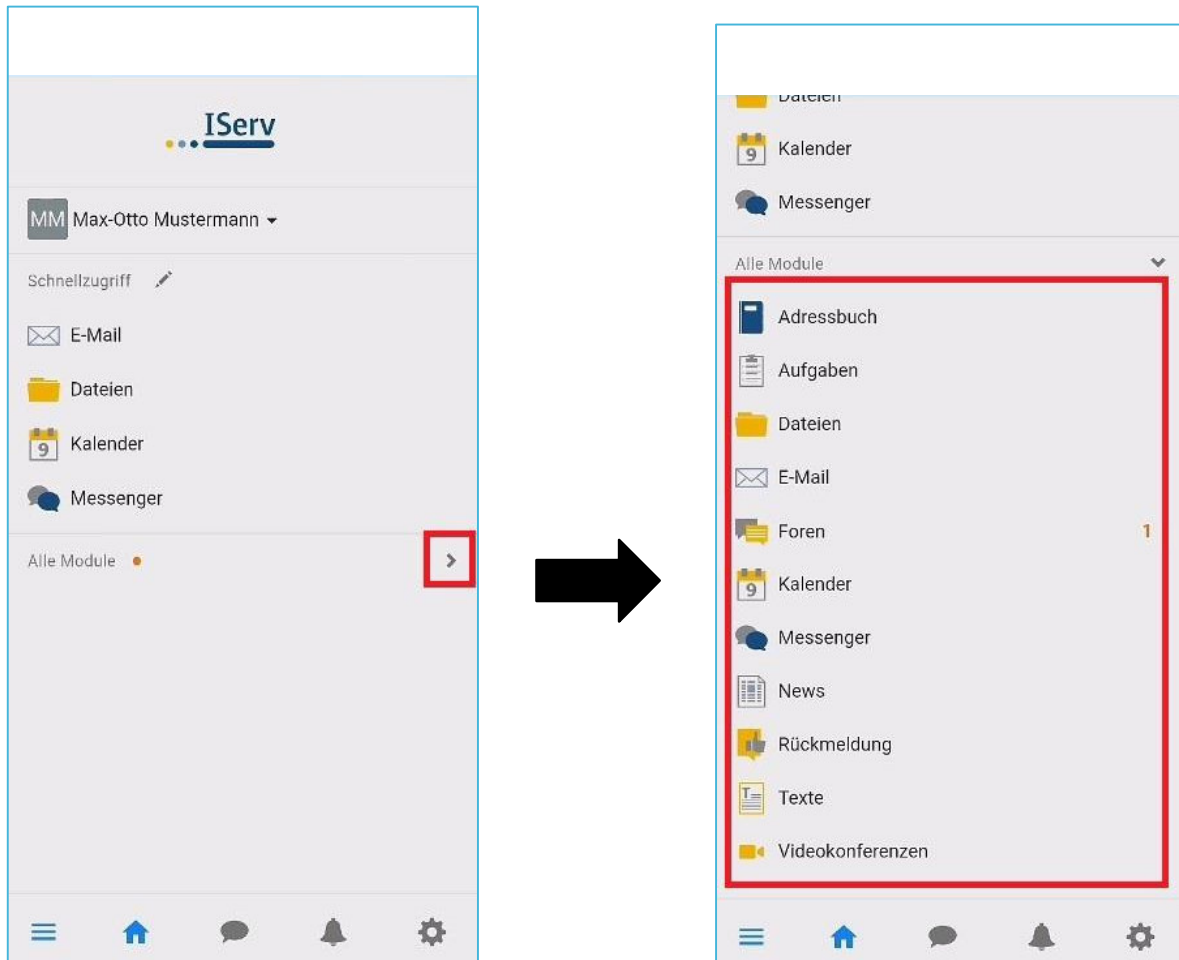 IServ
MM Max-Otto Mustermann
Schnellzugriff
E-Mail
Dateien
9 Kalender
Messenger
Alle Module
Dateien
9 Kalender
Messenger
Alle Module
Adressbuch
Aufgaben
Dateien
E-Mail
Foren 1
9 Kalender
Messenger
News
Rückmeldung
T Texte
Videokonferenzen